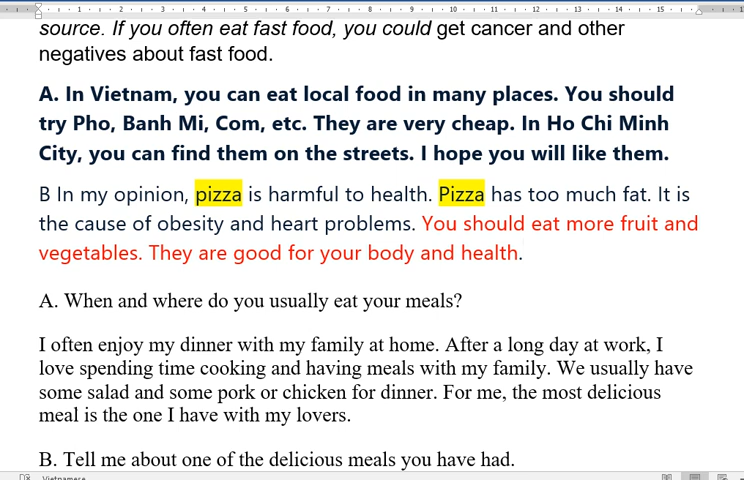 source. If you often eat fast food, you could get cancer and other
negatives about fast food.
A. In Vietnam, you can eat local food in many places. You should
try Pho, Banh Mi, Com, etc. They are very cheap. In Ho Chi Minh
City, you can find them on the streets. I hope you will like them.
B In my opinion, pizza is harmful to health. Pizza has too much fat. It is
the cause of obesity and heart problems. You should eat more fruit and
vegetables. They are good for your body and health.
A. When and where do you usually eat your meals?
I often enjoy my dinner with my family at home. After a long day at work, I
love spending time cooking and having meals with my family. We usually have
some salad and some pork or chicken for dinner. For me, the most delicious
meal is the one I have with my lovers.
B. Tell me about one of the delicious meals you have had.
Vietnamese